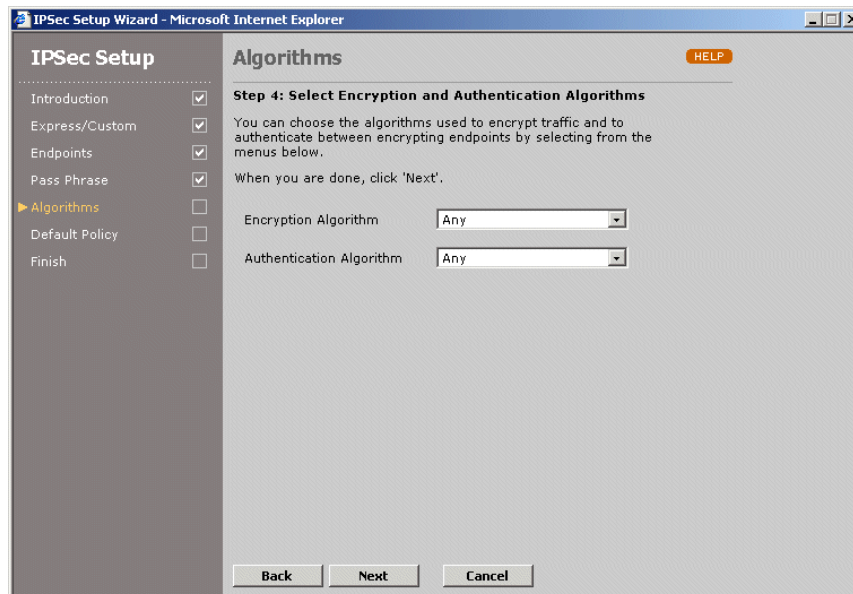 IPSec Setup Wizard - Microsoft Internet Explorer
IPSec Setup
Introduction
Express/Custom
Endpoints
Pass Phrase
Algorithms
Default Policy
Finish
Algorithms
HELP
Step 4: Select Encryption and Authentication Algorithms
You can choose the algorithms used to encrypt traffic and to
authenticate between encrypting endpoints by selecting from the
menus below.
When you are done, click 'Next'.
Encryption Algorithm Any
Authentication Algorithm Any
Back Next Cancel